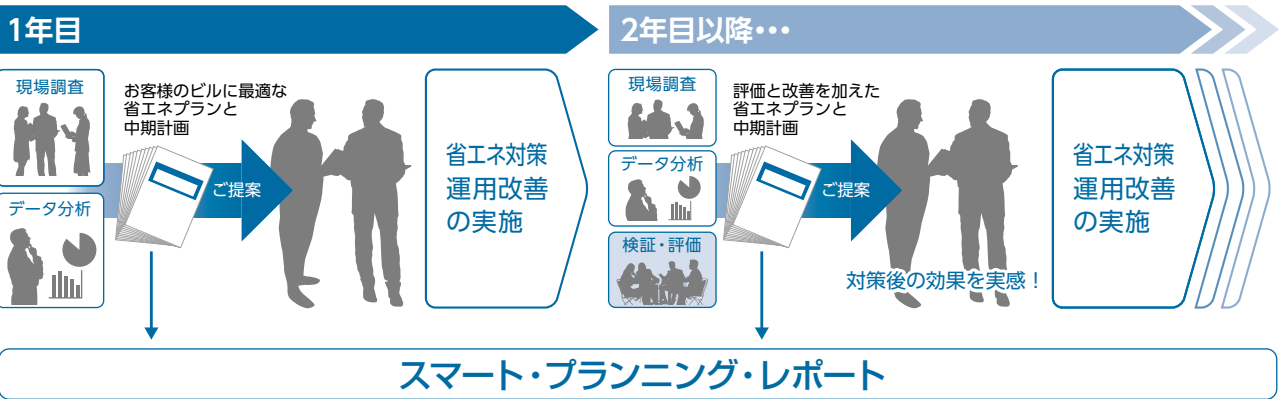 1年目
現場調査
データ分析
お客様のビルに最適な
省エネプランと
中期計画
ご提案
省エネ対策
運用改善
の実施
2年目以降･･･
現場調査
データ分析
検証・評価
評価と改善を加えた
省エネプランと
中期計画
ご提案
対策後の効果を実感！
省エネ対策
運用改善
の実施
スマート・プランニング・レポート